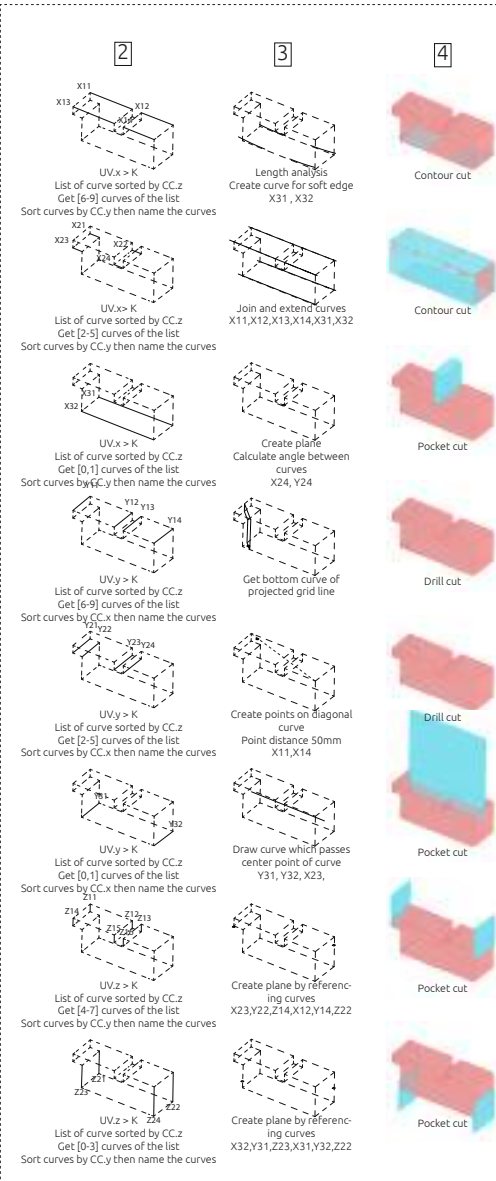 2
3
4
X11
X13
X12
X14
UV.x > K
List of curve sorted by CC.z
Get [6-9] curves of the list
Sort curves by CC.y then name the curves
Length analysis
Create curve for soft edge
X31 , X32
Contour cut
X21
X23
X22
X24
UV.x> K
List of curve sorted by CC.z
Get [2-5] curves of the list
Sort curves by CC.y then name the curves
Join and extend curves
X11,X12,X13,X14,X31,X32
Contour cut
X31
X32
UV.x > K
List of curve sorted by CC.z
Get [0,1] curves of the list
Sort curves by CC.y then name the curves
Create plane
Calculate angle between
curves
X24, Y24
Pocket cut
Y12
Y13
Y14
UV.y > K
List of curve sorted by CC.z
Get [6-9] curves of the list
Sort curves by CC.x then name the curves
Get bottom curve of
projected grid line
Drill cut
Y21
Y22
Y23
Y24
UV.y > K
List of curve sorted by CC.z
Get [2-5] curves of the list
Sort curves by CC.x then name the curves
Create points on diagonal
curve
Point distance 50mm
X11,X14
Drill cut
Y31
Y32
UV.y > K
List of curve sorted by CC.z
Get [0,1] curves of the list
Sort curves by CC.x then name the curves
Draw curve which passes
center point of curve
Y31, Y32, X23,
Pocket cut
Z11
Z14
Z12
Z13
Z15
UV.z > K
List of curve sorted by CC.z
Get [4-7] curves of the list
Sort curves by CC.y then name the curves
Create plane by referenc-
ing curves
X23,Y22,Z14,X12,Y14,Z22
Pocket cut
Z21
Z23
Z22
Z24
UV.z > K
List of curve sorted by CC.z
Get [0-3] curves of the list
Sort curves by CC.y then name the curves
Create plane by referenc-
ing curves
X32,Y31,Z23,X31,Y32,Z22
Pocket cut